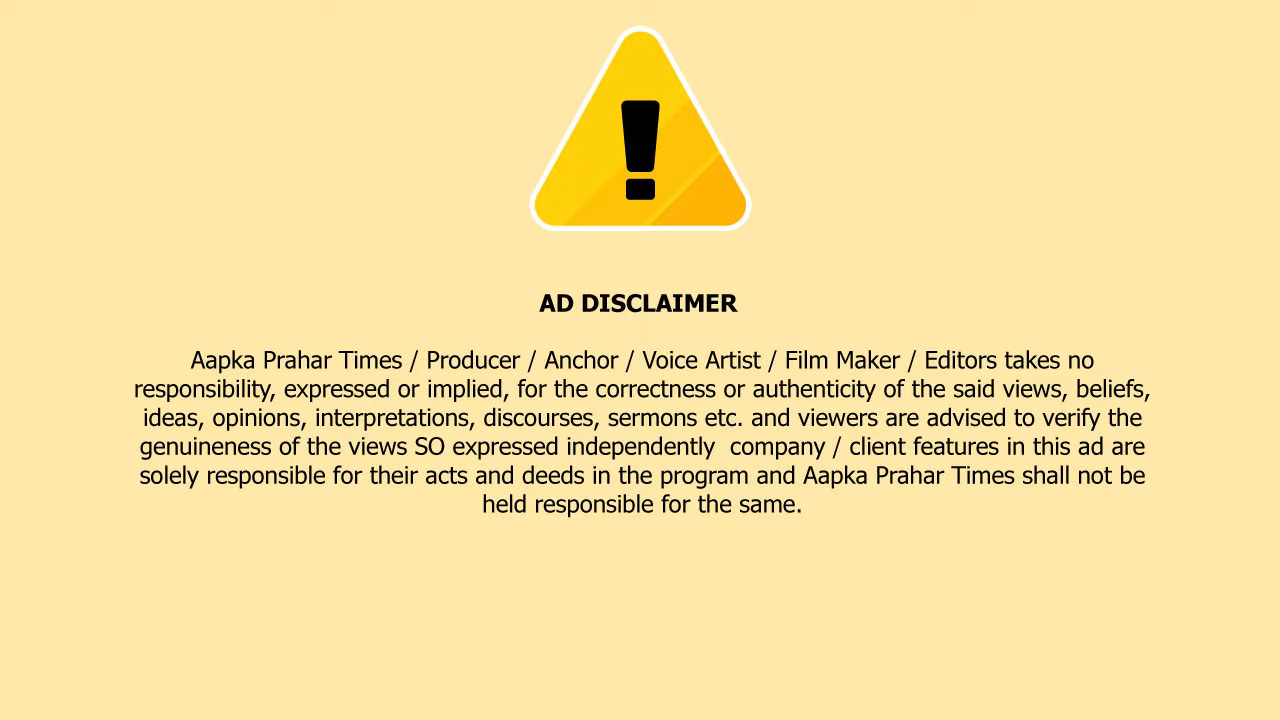 AD DISCLAIMER
Aapka Prahar Times / Producer / Anchor / Voice Artist / Film Maker / Editors takes no
responsibility, expressed or implied, for the correctness or authenticity of the said views, beliefs,
ideas, opinions, interpretations, discourses, sermons etc. and viewers are advised to verify the
genuineness of the views SO expressed independently  company / client features in this ad are
solely responsible for their acts and deeds in the program and Aapka Prahar Times shall not be
held responsible for the same.